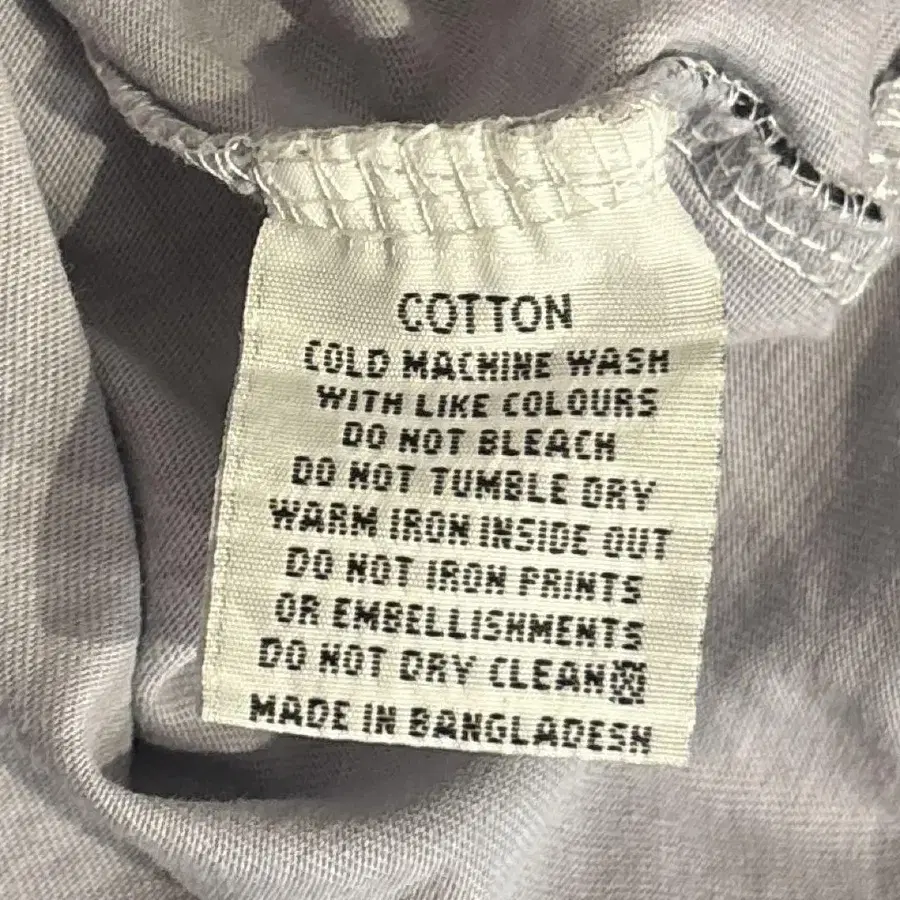 COTTON
COLD MACHINE WASH
WITH LIKE COLOURS
DO NOT BLEACH
DO NOT TUMBLE DRY
WARM IRON INSIDE OUT
DO NOT IRON PRINTS
OR EMBELLISHMENTS
DO NOT DRY CLEAN
MADE IN BANGLADESH